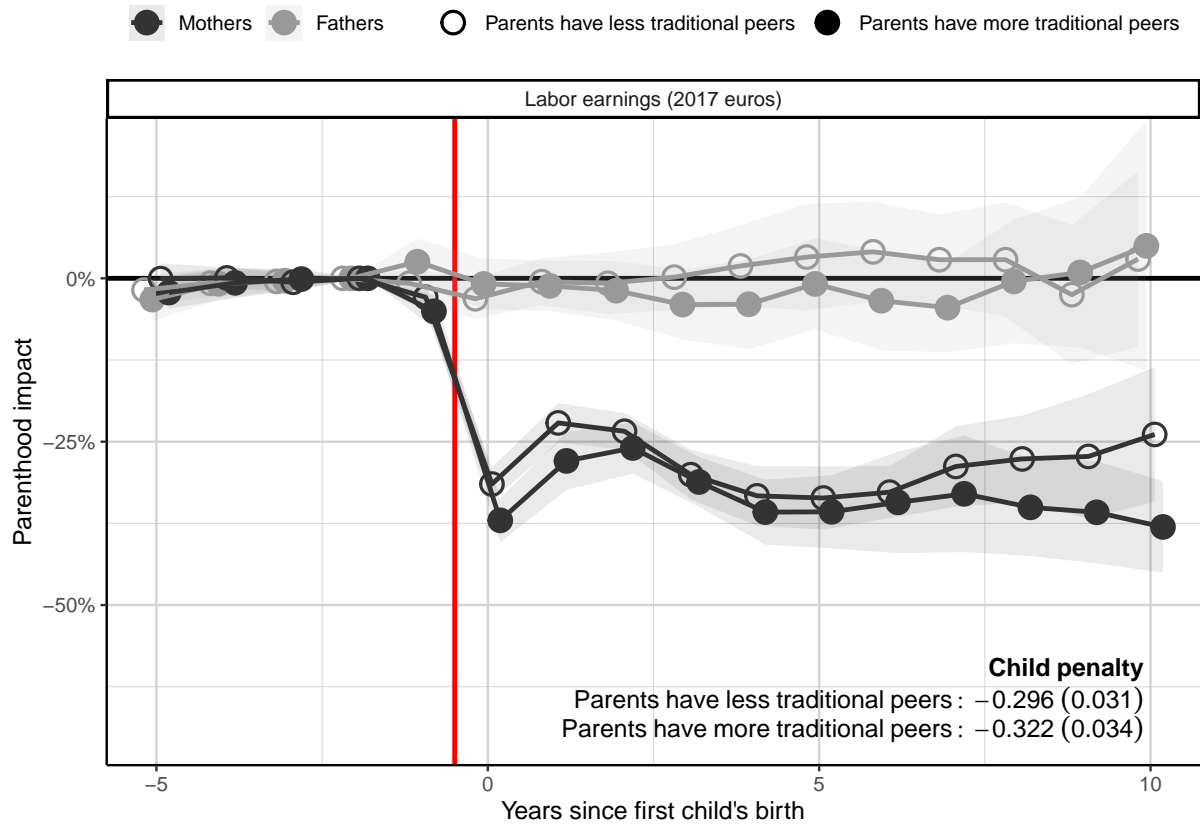 Mothers Fathers Parents have less traditional peers Parents have more traditional peers
Labor earnings (2017 euros)
0%
−25%
−50%
Parenthood impact
Child penalty
Parents have less traditional peers : −0.296 (0.031)
Parents have more traditional peers : −0.322 (0.034)
−5 0 5 10
Years since first child's birth